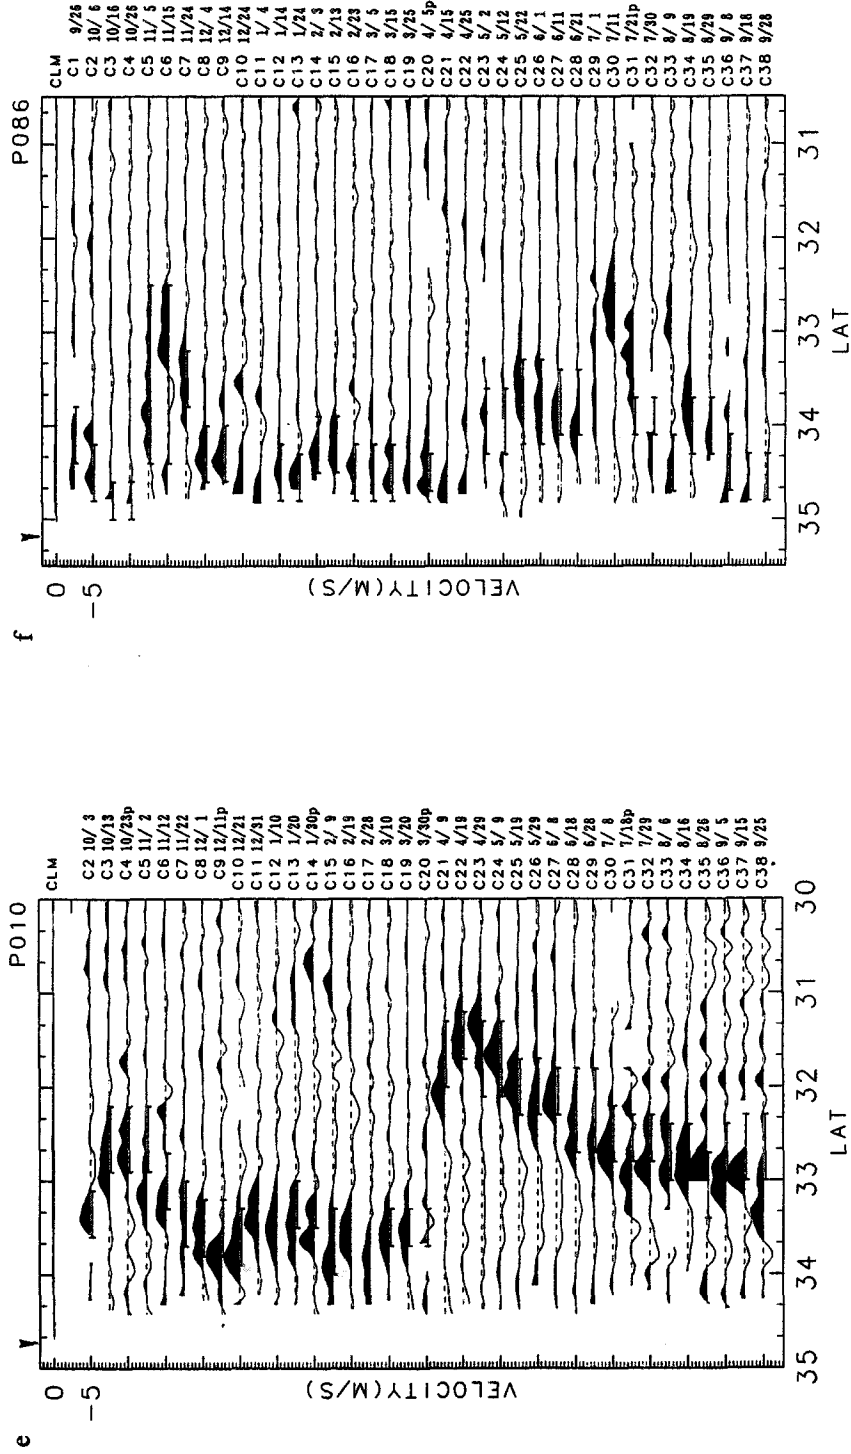 f
P086
CLM
C1 9/26
C2 10/ 6
C3 10/16
C4 10/26
C5 11/ 5
C6 11/15
C7 11/24
C8 12/ 4
C9 12/14
C10 12/24
C11 1/ 4
C12 1/14
C13 1/24
C14 2/ 3
C15 2/13
C16 2/23
C17 3/ 5
C18 3/15
C19 3/25
C20 4/ 5p
C21 4/15
C22 4/25
C23 5/ 2
C24 5/12
C25 5/22
C26 6/ 1
C27 6/11
C28 6/21
C29 7/ 1
C30 7/11
C31 7/21p
C32 7/30
C33 8/ 9
C34 8/19
C35 8/29
C36 9/ 8
C37 9/18
C38 9/28
0
-5
VELOCITY(M/S)
35 34 33 32 31
LAT
e
P010
CLM
C2 10/ 3
C3 10/13
C4 10/23p
C5 11/ 2
C6 11/12
C7 11/22
C8 12/ 1
C9 12/11p
C10 12/21
C11 12/31
C12 1/10
C13 1/20
C14 1/30p
C15 2/ 9
C16 2/19
C17 2/28
C18 3/10
C19 3/20
C20 3/30p
C21 4/ 9
C22 4/19
C23 4/29
C24 5/ 9
C25 5/19
C26 5/29
C27 6/ 8
C28 6/18
C29 6/28
C30 7/ 8
C31 7/18p
C32 7/29
C33 8/ 6
C34 8/16
C35 8/26
C36 9/ 5
C37 9/15
C38 9/25
0
-5
VELOCITY(M/S)
35 34 33 32 31 30
LAT